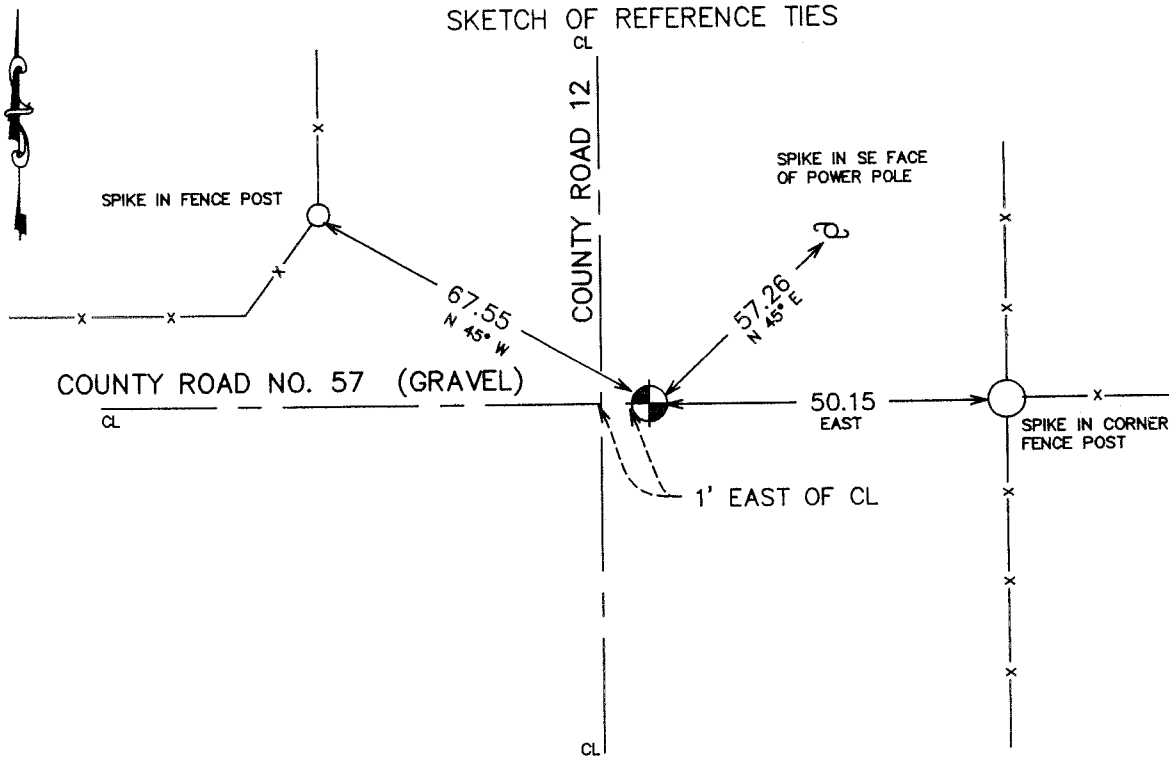 SKETCH OF REFERENCE TIES
CL
COUNTY ROAD 12
SPIKE IN SE FACE
OF POWER POLE
SPIKE IN FENCE POST
67.55
N 45° W
57.26
N 45° E
COUNTY ROAD NO. 57 (GRAVEL)
CL
50.15
EAST
SPIKE IN CORNER
FENCE POST
1' EAST OF CL
CL